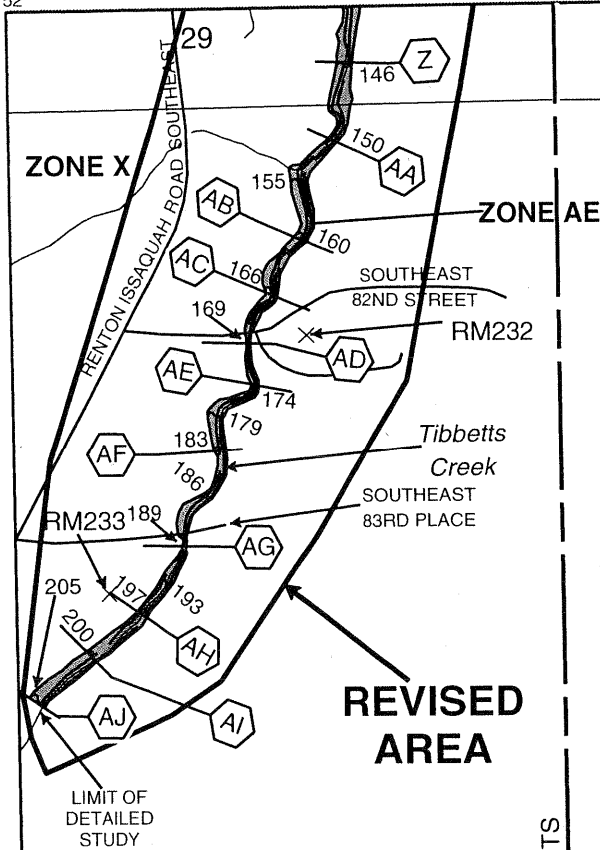 52
29
Z
146
150
AA
ZONE X
155
AB
ZONE AE
160
AC
166
SOUTHEAST
82ND STREET
RENTON ISSAQUAH ROAD SOUTHEAST
169
RM232
AD
AE
174
179
Tibbetts
Creek
183
AF
186
SOUTHEAST
83RD PLACE
RM233
189
AG
205
197
193
200
AH
REVISED
AREA
AJ
AI
LIMIT OF
DETAILED
STUDY
TS